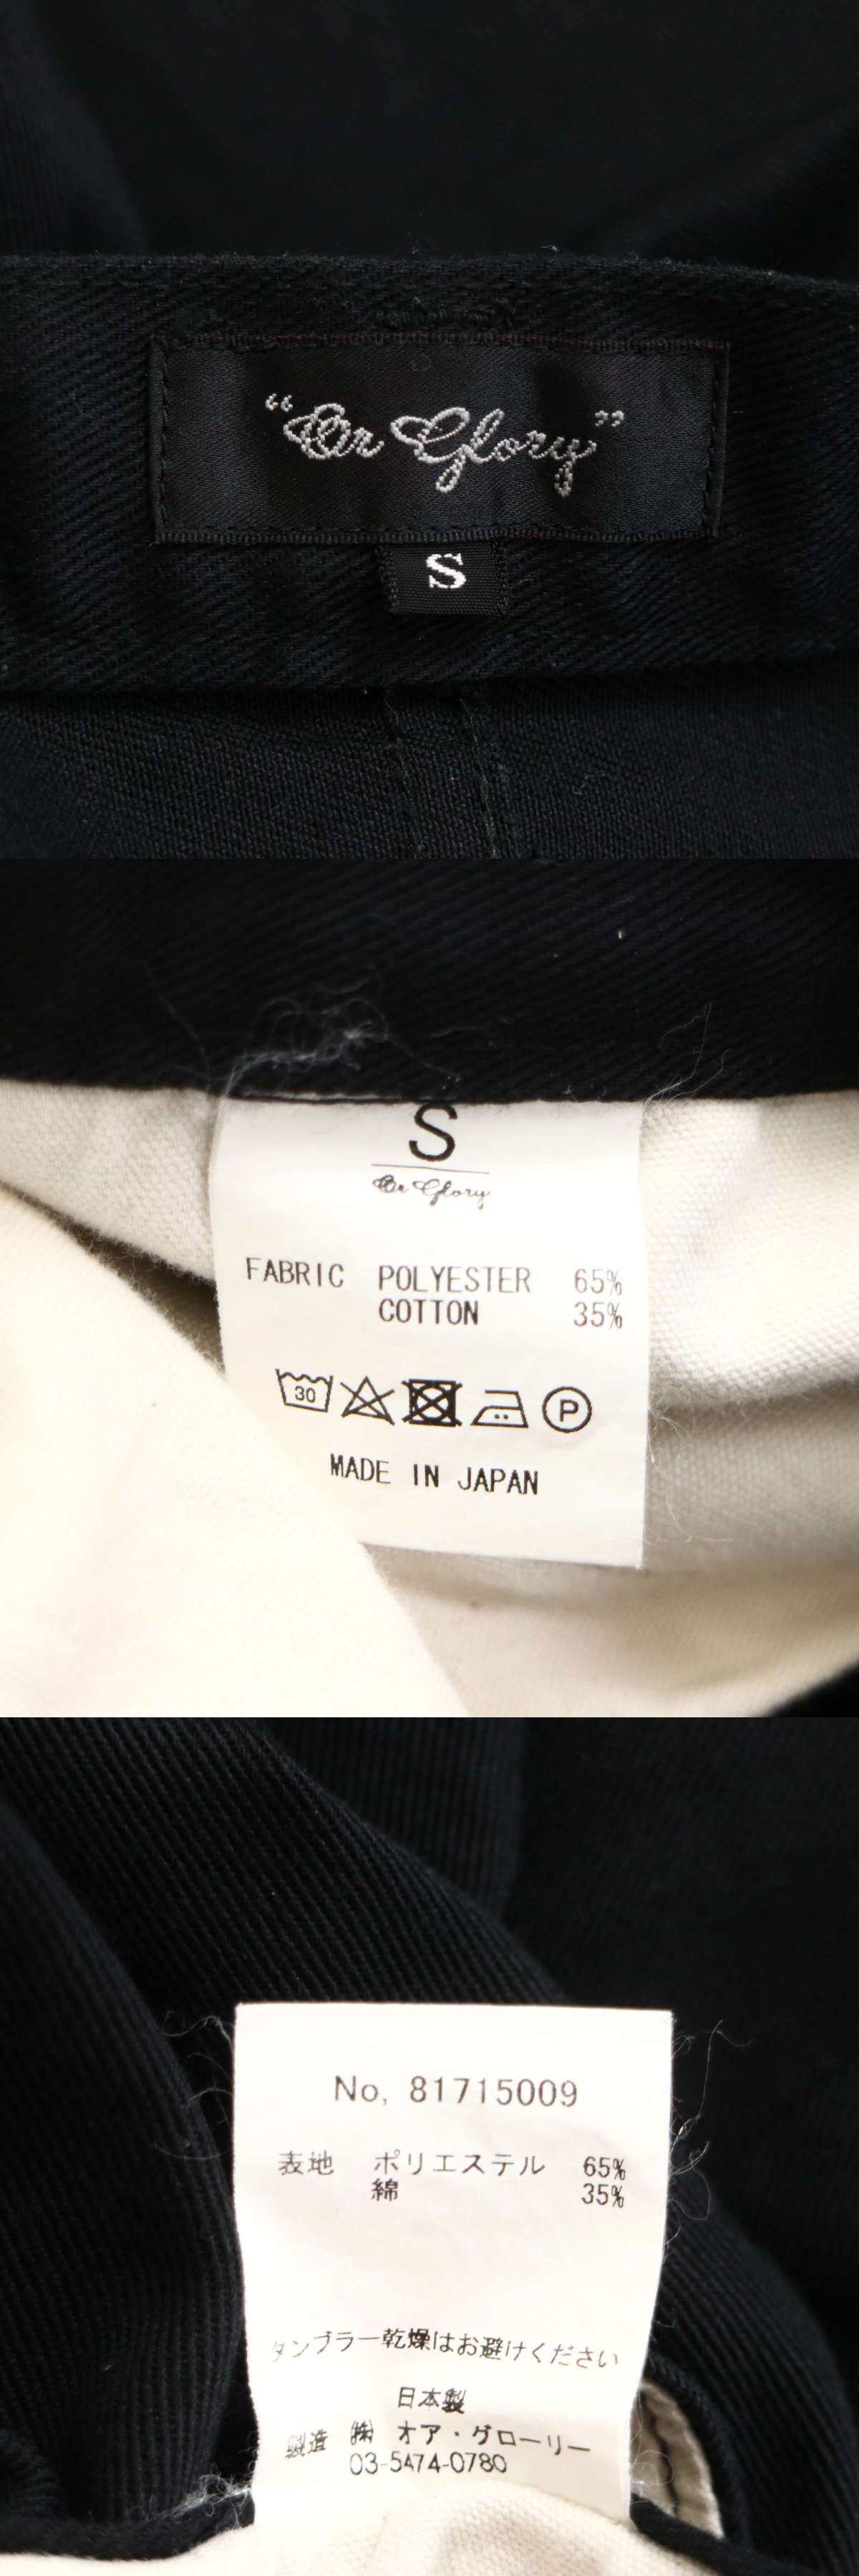 “Or Glory”
S
S
Or Glory
FABRIC POLYESTER 65%
COTTON 35%
30 P
MADE IN JAPAN
No, 81715009
表地 ポリエステル 65%
綿 35%
タンブラー乾燥はお避けください
日本製
製造 ㈱ オア・グローリー
03-5474-0780